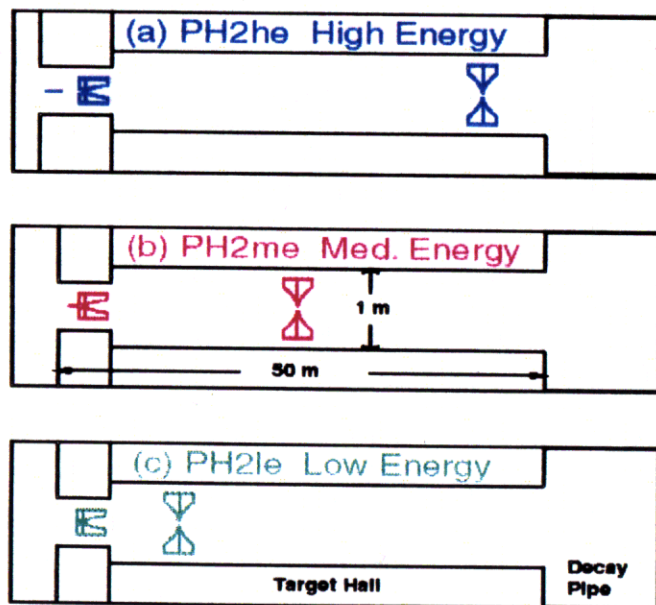 (a) PH2he High Energy
(b) PH2me Med. Energy
1 m
50 m
(c) PH2le Low Energy
Target Hall
Decay
Pipe